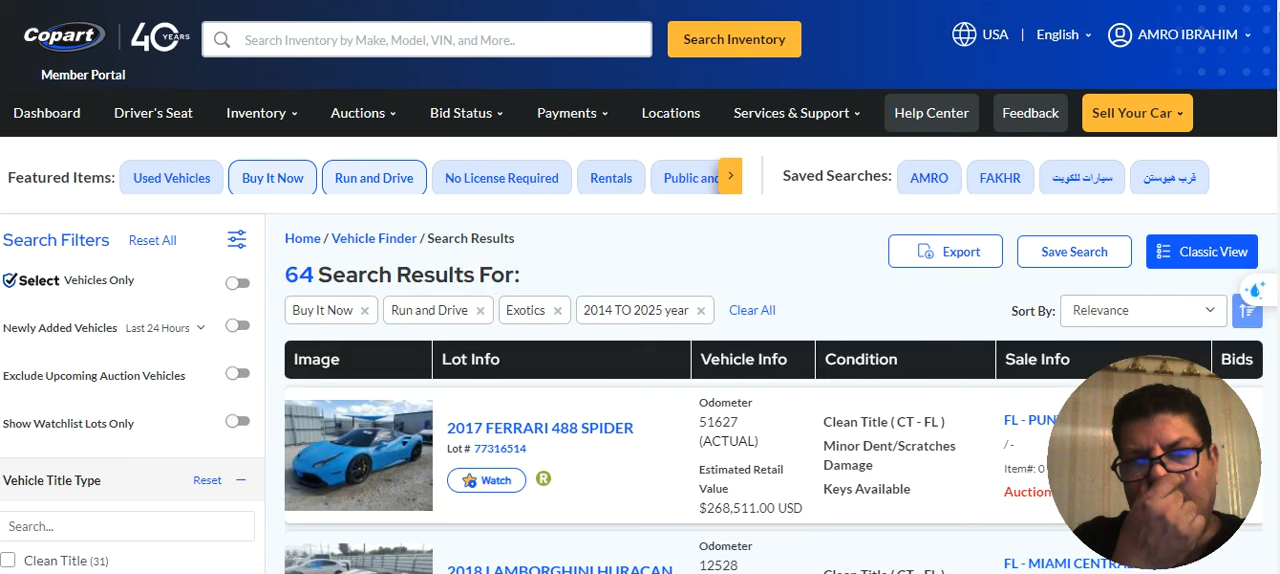 Copart 40 YEARS
Search Inventory by Make, Model, VIN, and More..
Search Inventory
USA | English AMRO IBRAHIM
Member Portal
Dashboard Driver's Seat Inventory Auctions Bid Status Payments Locations Services & Support Help Center Feedback Sell Your Car
Featured Items: Used Vehicles Buy It Now Run and Drive No License Required Rentals Public and
Saved Searches: AMRO FAKHR سيارات للكويت قرب هيوستن
Search Filters Reset All
Home / Vehicle Finder / Search Results
Export Save Search Classic View
64 Search Results For:
Select Vehicles Only
Buy It Now Run and Drive Exotics 2014 TO 2025 year Clear All
Sort By: Relevance
Newly Added Vehicles Last 24 Hours
Exclude Upcoming Auction Vehicles
Show Watchlist Lots Only
Vehicle Title Type Reset
Search...
Clean Title (31)
Image Lot Info Vehicle Info Condition Sale Info Bids
2017 FERRARI 488 SPIDER
Lot # 77316514
Watch R
Odometer
51627
(ACTUAL)
Estimated Retail
Value
$268,511.00 USD
Clean Title ( CT - FL )
Minor Dent/Scratches
Damage
Keys Available
FL - PUN
/ -
Item#: 0
Auction
2018 LAMBORGHINI HURACAN
Odometer
12528
Clean Title ( CT - FL )
FL - MIAMI CENTRA